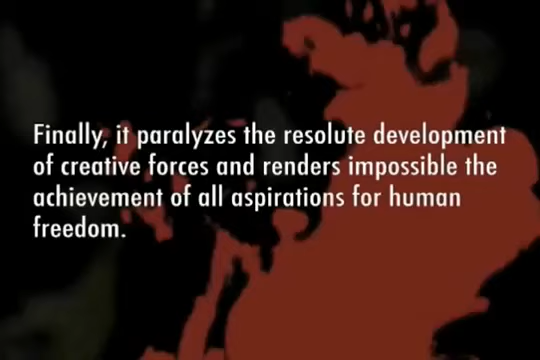 Finally, it paralyzes the resolute development
of creative forces and renders impossible the
achievement of all aspirations for human
freedom.